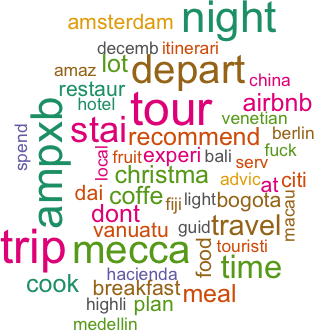 night
amsterdam
decemb itinerari
lot depart
amaz
restaur china
hotel tour airbnb
ampxb stai venetian
spend recommend berlin
local fruit experi bali serv fuck
christma advic at citi
dai coffe fiji light bogota macau
dont travel
vanuatu guid
trip mecca food touristi
time
cook hacienda
breakfast meal
highli plan
medellin